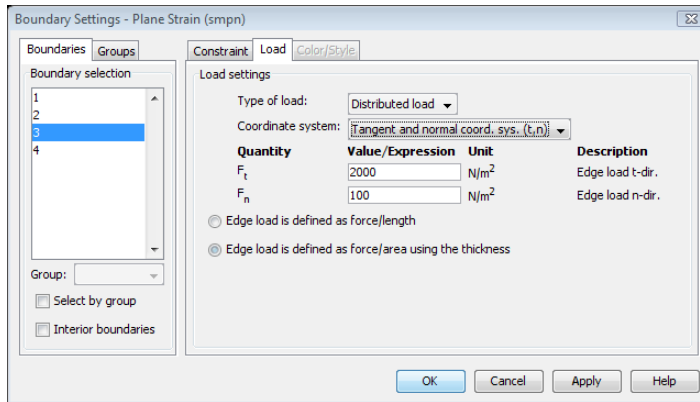 Boundary Settings - Plane Strain (smpn)
Boundaries Groups
Boundary selection
1
2
3
4
Group:
Select by group
Interior boundaries
Constraint Load Color/Style
Load settings
Type of load: Distributed load
Coordinate system: Tangent and normal coord. sys. (t,n)
Quantity Value/Expression Unit Description
Ft 2000 N/m² Edge load t-dir.
Fn 100 N/m² Edge load n-dir.
Edge load is defined as force/length
Edge load is defined as force/area using the thickness
OK Cancel Apply Help